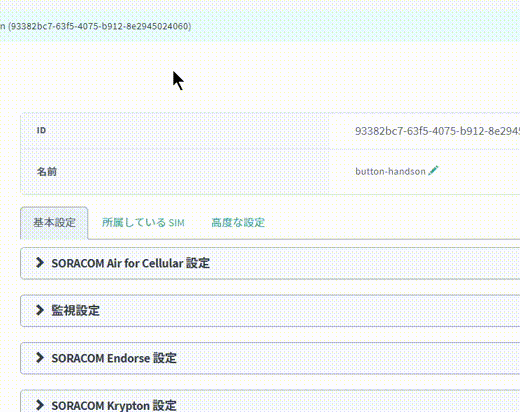 n (93382bc7-63f5-4075-b912-8e2945024060)
ID 93382bc7-63f5-4075-b912-8e294
名前 button-handson
基本設定 所属している SIM 高度な設定
SORACOM Air for Cellular 設定
監視設定
SORACOM Endorse 設定
SORACOM Krypton 設定